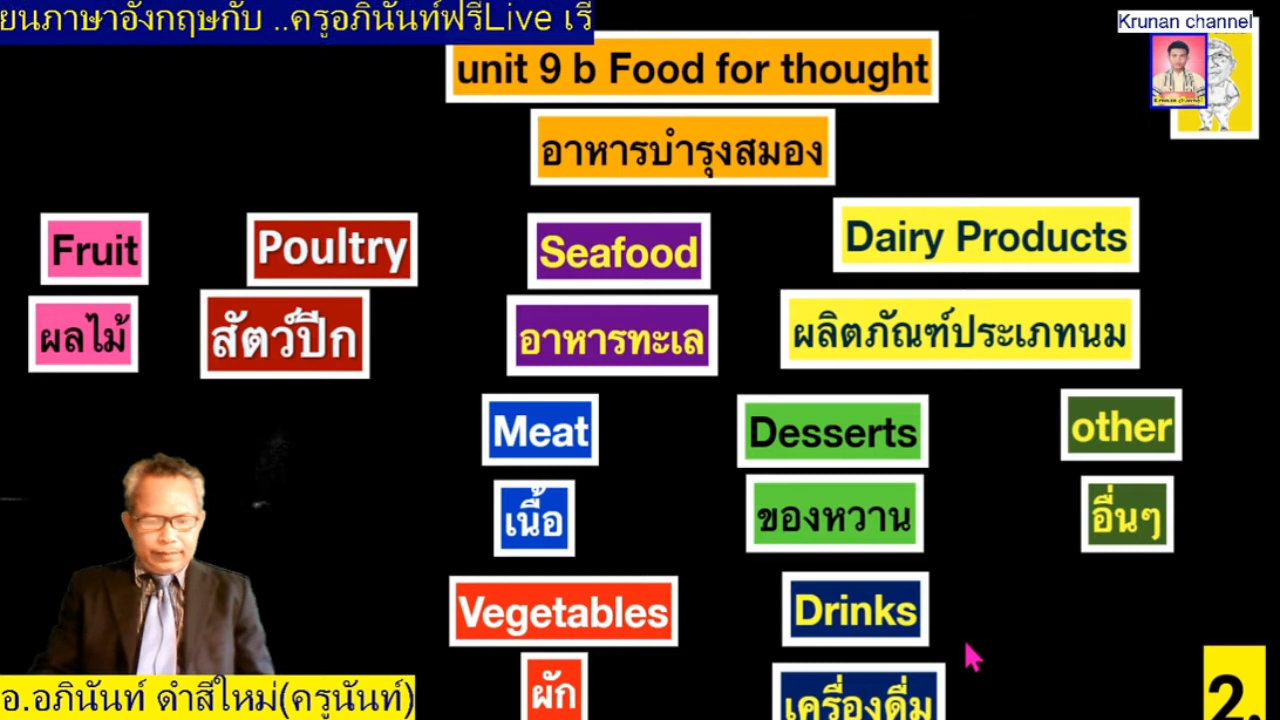 ยนภาษาอังกฤษกับ ..ครูอภินันท์ฟรีLive เรี
Krunan channel
unit 9 b Food for thought
อาหารบำรุงสมอง
Fruit
Poultry
Seafood
Dairy Products
ผลไม้
สัตว์ปีก
อาหารทะเล
ผลิตภัณฑ์ประเภทนม
Meat
Desserts
other
เนื้อ
ของหวาน
อื่นๆ
Vegetables
Drinks
ผัก
เครื่องดื่ม
อ.อภินันท์ ดำสีใหม่(ครูนันท์)
2.